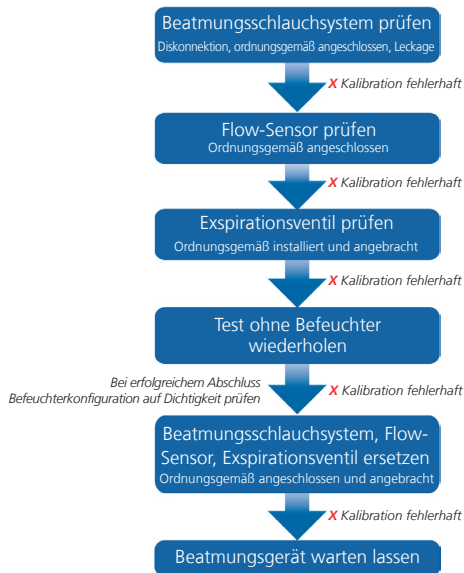 Beatmungsschlauchsystem prüfen
Diskonnektion, ordnungsgemäß angeschlossen, Leckage
X Kalibration fehlerhaft
Flow-Sensor prüfen
Ordnungsgemäß angeschlossen
X Kalibration fehlerhaft
Exspirationsventil prüfen
Ordnungsgemäß installiert und angebracht
X Kalibration fehlerhaft
Test ohne Befeuchter
wiederholen
Bei erfolgreichem Abschluss
Befeuchterkonfiguration auf Dichtigkeit prüfen
X Kalibration fehlerhaft
Beatmungsschlauchsystem, Flow-
Sensor, Exspirationsventil ersetzen
Ordnungsgemäß angeschlossen und angebracht
X Kalibration fehlerhaft
Beatmungsgerät warten lassen